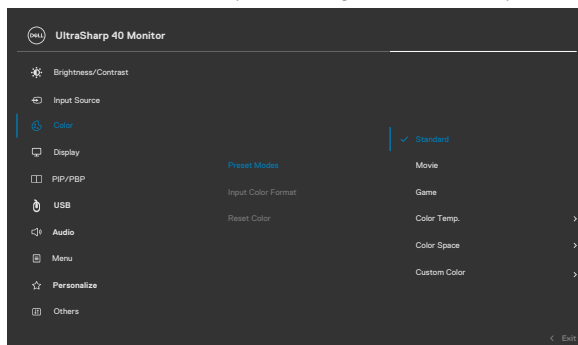 DELL
UltraSharp 40 Monitor
Brightness/Contrast
Input Source
Color
Display
PIP/PBP
USB
Audio
Menu
Personalize
Others
Preset Modes
Input Color Format
Reset Color
Standard
Movie
Game
Color Temp.
Color Space
Custom Color
Exit